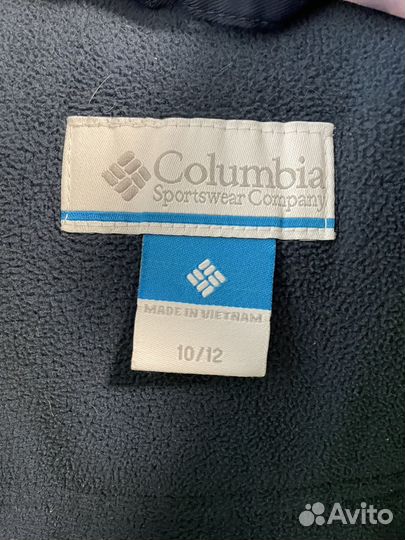 Columbia
Sportswear Company
MADE IN VIETNAM
10/12
Avito